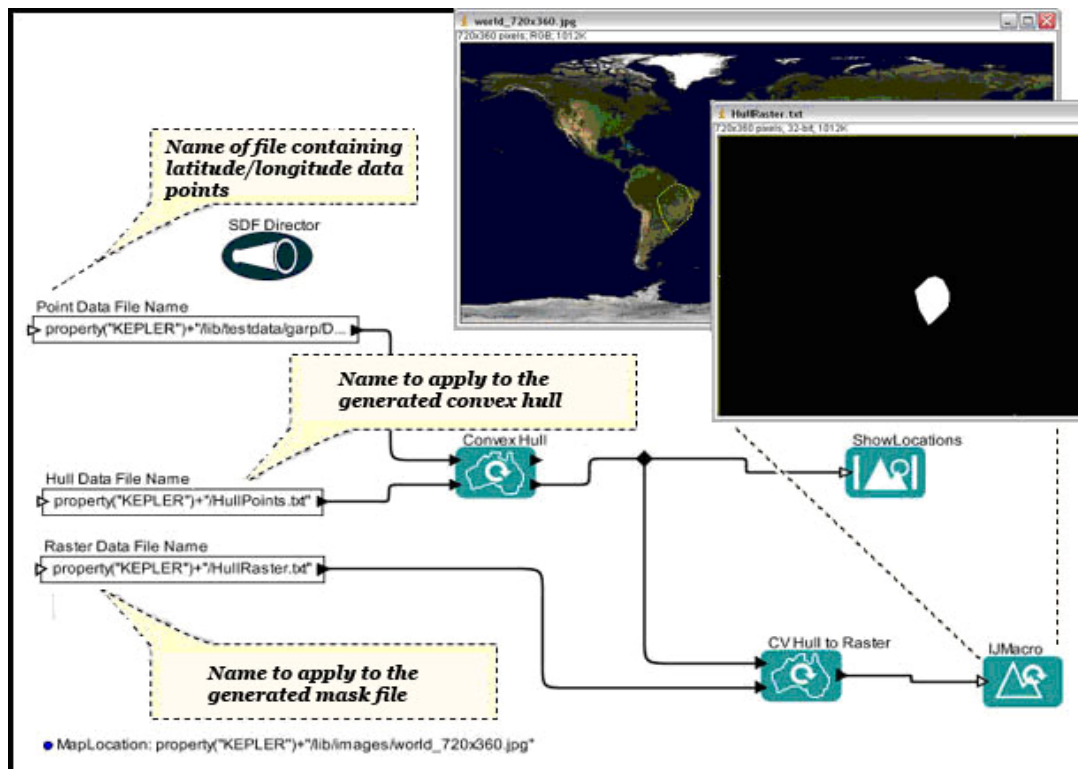 world_720x360.jpg
720x360 pixels; RGB; 1012K
HullRaster.txt
720x360 pixels, 32-bit, 1012K
Name of file containing
latitude/longitude data
points
SDF Director
Point Data File Name
property("KEPLER")+"/lib/testdata/garp/D...
Name to apply to the
generated convex hull
Convex Hull
ShowLocations
Hull Data File Name
property("KEPLER")+"/HullPoints.txt"
Raster Data File Name
property("KEPLER")+"/HullRaster.txt"
CV Hull to Raster
IJMacro
Name to apply to the
generated mask file
MapLocation: property("KEPLER")+"/lib/images/world_720x360.jpg"